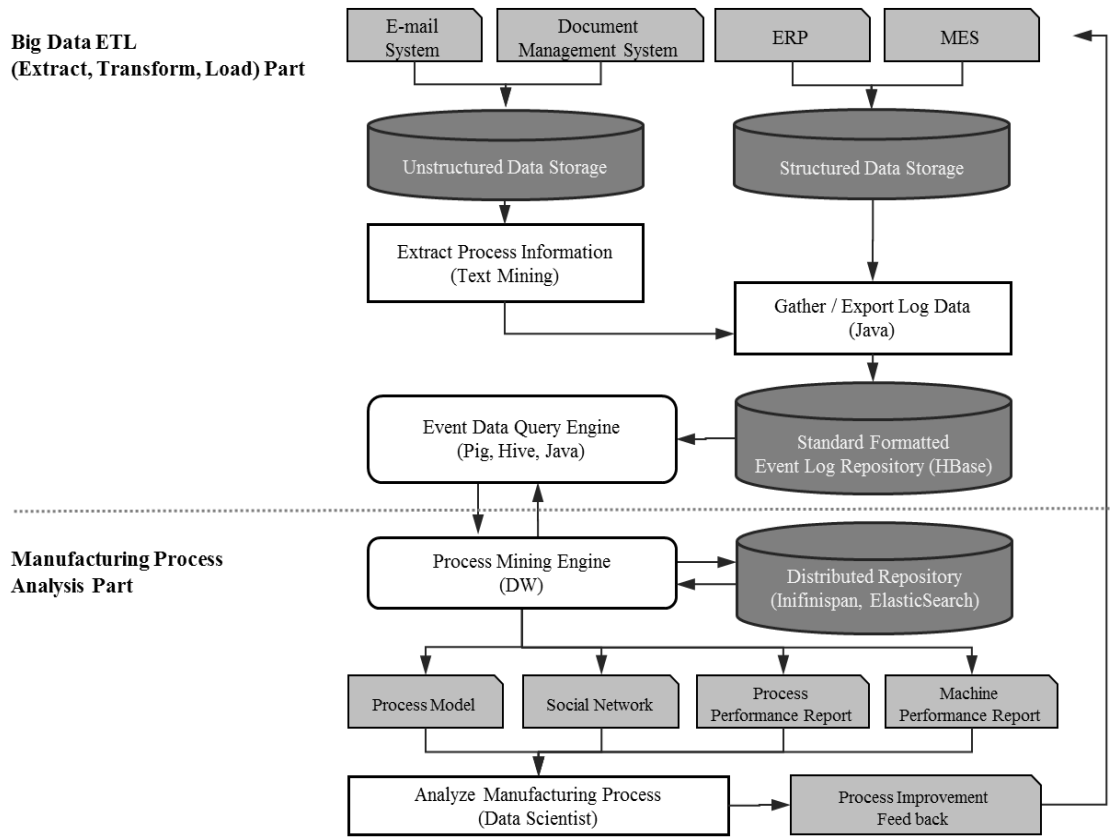 Big Data ETL
(Extract, Transform, Load) Part
E-mail
System
Document
Management System
ERP
MES
Unstructured Data Storage
Structured Data Storage
Extract Process Information
(Text Mining)
Gather / Export Log Data
(Java)
Event Data Query Engine
(Pig, Hive, Java)
Standard Formatted
Event Log Repository (HBase)
Manufacturing Process
Analysis Part
Process Mining Engine
(DW)
Distributed Repository
(Inifinispan, ElasticSearch)
Process Model
Social Network
Process
Performance Report
Machine
Performance Report
Analyze Manufacturing Process
(Data Scientist)
Process Improvement
Feed back